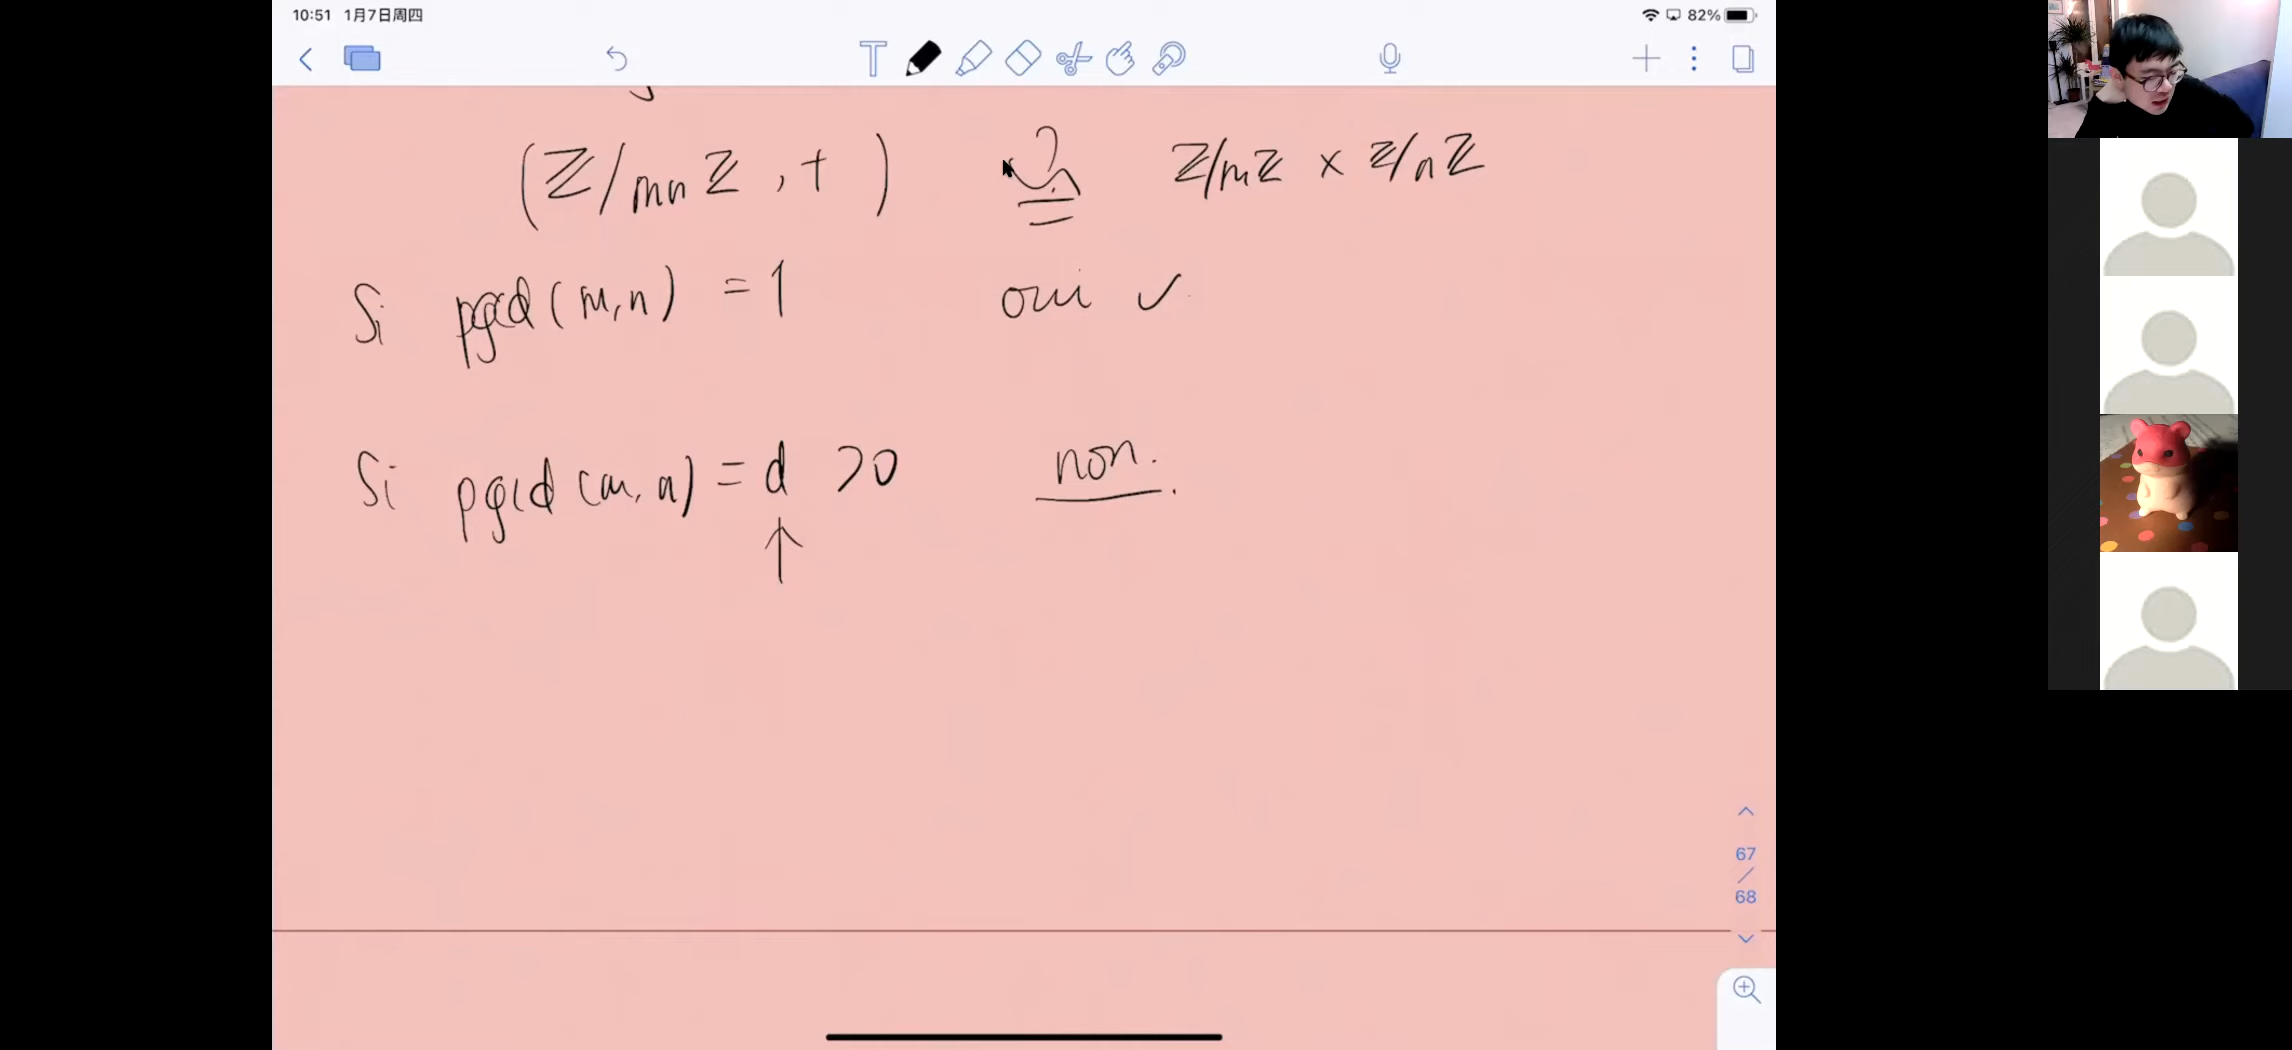 10:51 1月7日周四 82%
(ℤ/mnℤ, +) ≅ ? ℤ/mℤ × ℤ/nℤ
Si pgcd(m,n) = 1 oui ✓
Si pgcd(m,n) = d >0 non.
↑
67
/
68